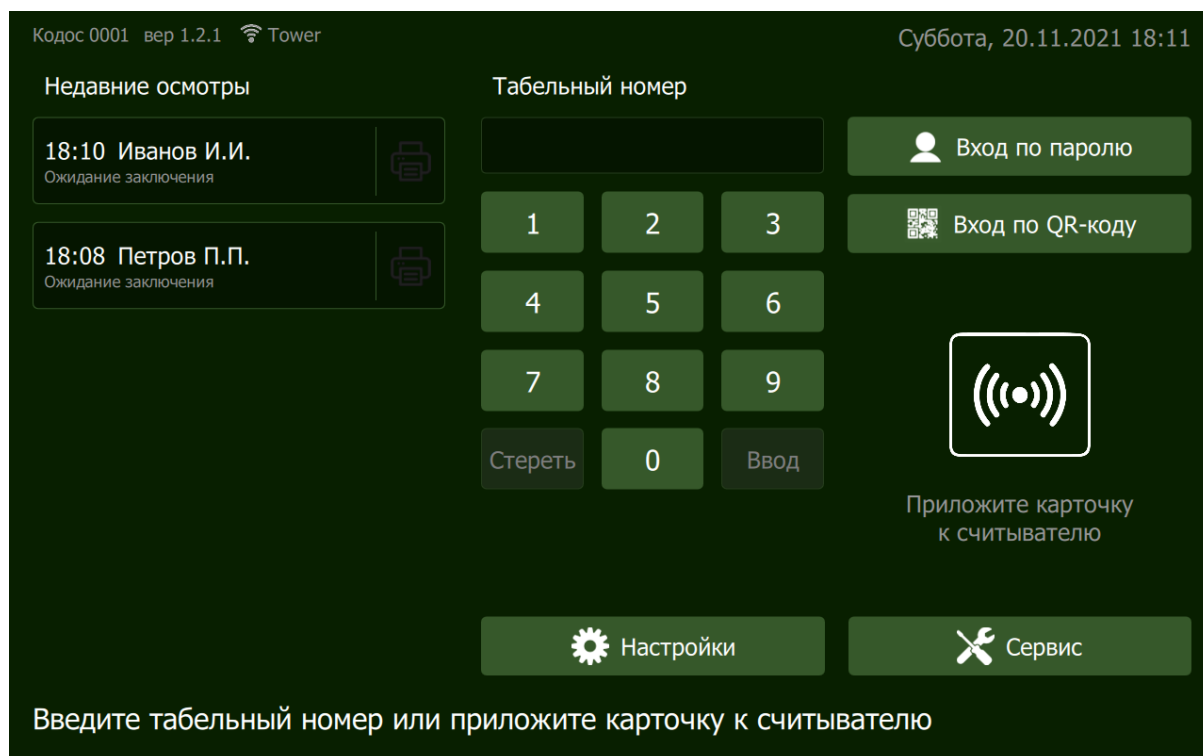 Кодос 0001 вер 1.2.1 Tower
Суббота, 20.11.2021 18:11
Недавние осмотры
18:10 Иванов И.И.
Ожидание заключения
18:08 Петров П.П.
Ожидание заключения
Табельный номер
1 2 3
4 5 6
7 8 9
Стереть 0 Ввод
Вход по паролю
Вход по QR-коду
Приложите карточку
к считывателю
Настройки
Сервис
Введите табельный номер или приложите карточку к считывателю